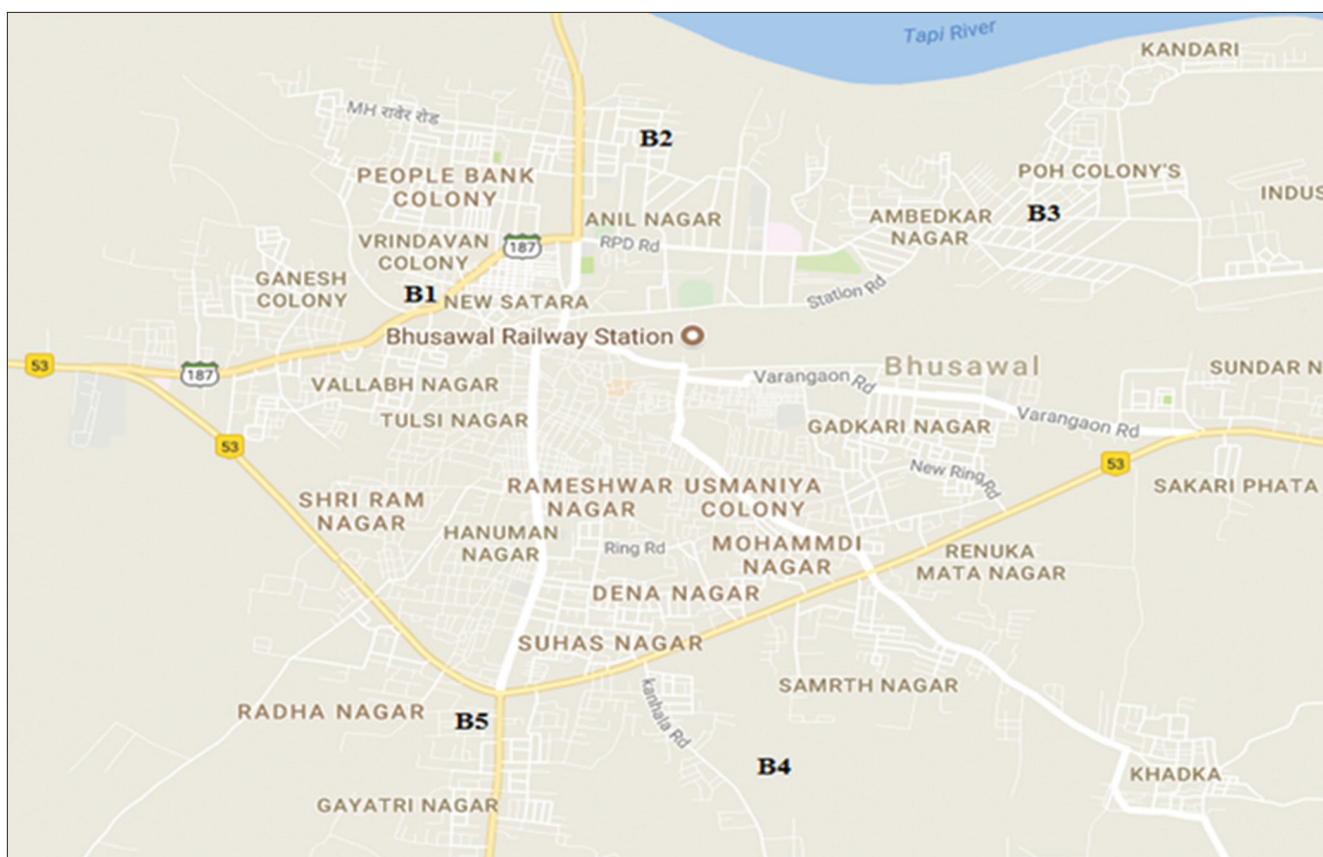 Tapi River
KANDARI
MH रावेर रोड
B2
PEOPLE BANK
COLONY
POH COLONY'S
INDUS
B3
ANIL NAGAR
AMBEDKAR
NAGAR
VRINDAVAN
COLONY
187
RPD Rd
GANESH
COLONY
B1
NEW SATARA
Station Rd
Bhusawal Railway Station
53
187
Bhusawal
SUNDAR N
VALLABH NAGAR
Varangaon Rd
TULSI NAGAR
GADKARI NAGAR
Varangaon Rd
53
53
New Ring Rd
SHRI RAM
NAGAR
RAMESHWAR
NAGAR
USMANIYA
COLONY
SAKARI PHATA
HANUMAN
NAGAR
Ring Rd
MOHAMMDI
NAGAR
RENUKA
MATA NAGAR
DENA NAGAR
SUHAS NAGAR
SAMRTH NAGAR
RADHA NAGAR
B5
kanhala Rd
B4
KHADKA
GAYATRI NAGAR